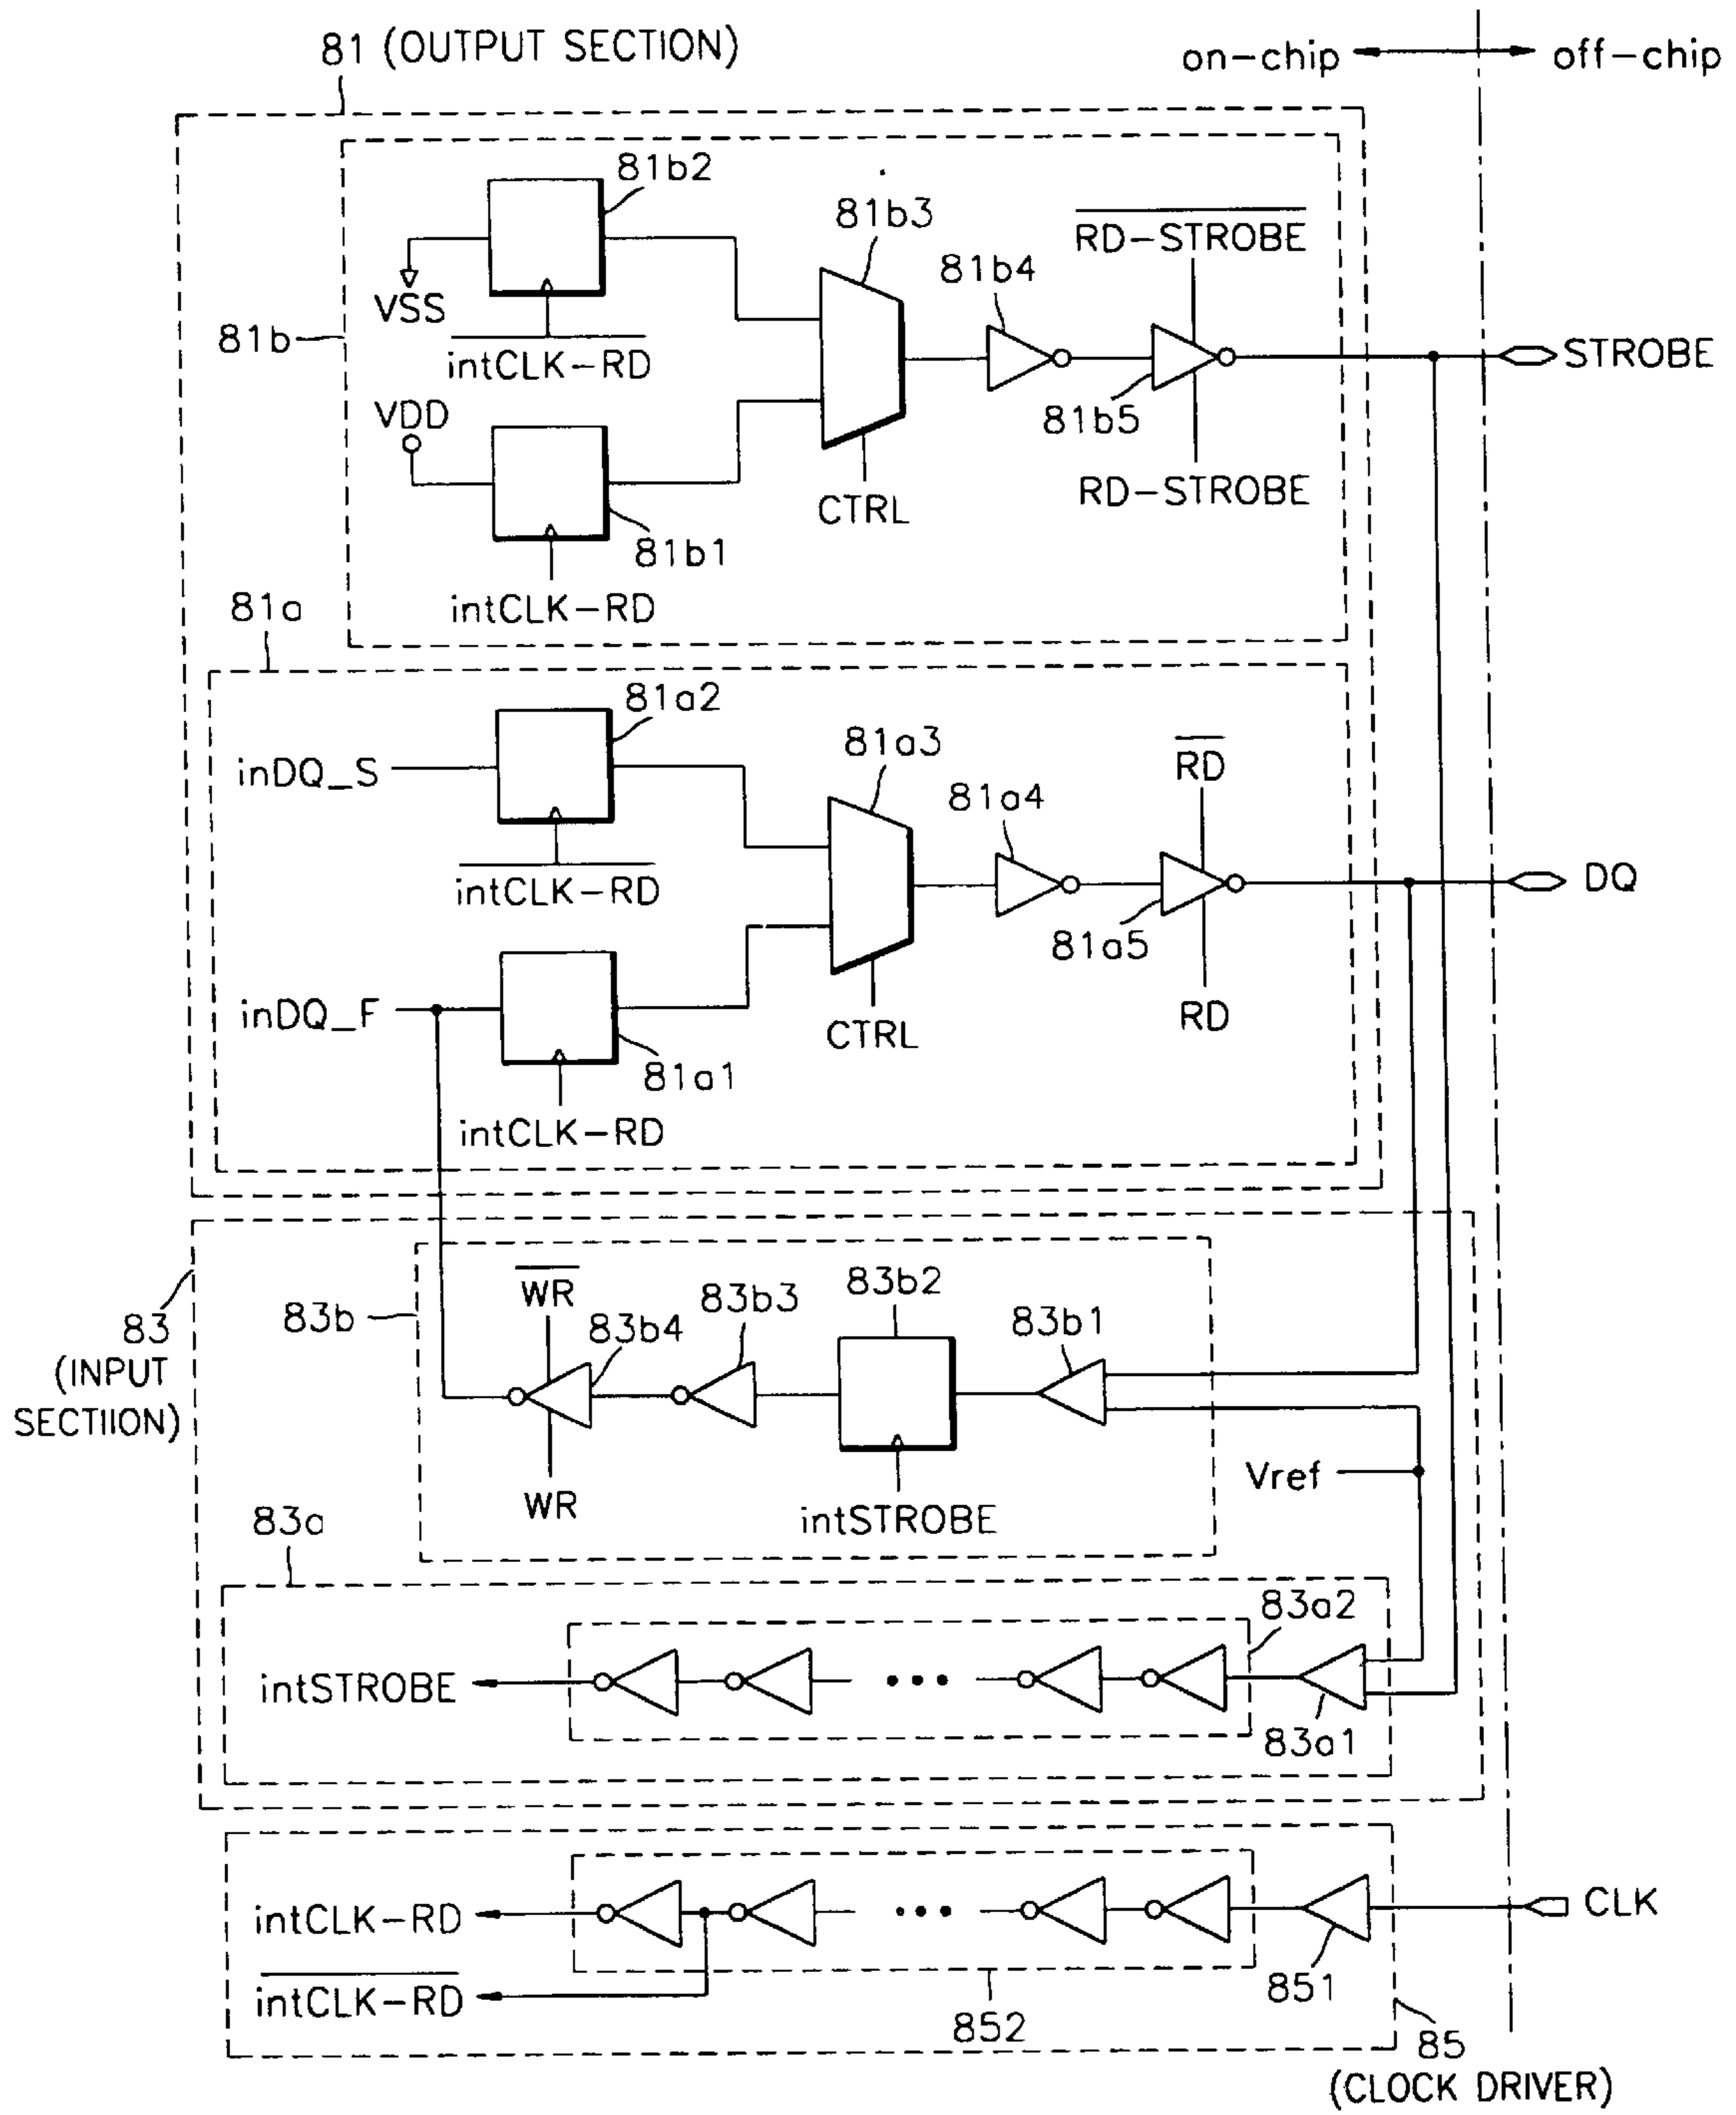 81 (OUTPUT SECTION)
on-chip
off-chip
81b2
81b3
RD-STROBE
81b4
VSS
81b
intCLK-RD
STROBE
VDD
81b5
RD-STROBE
CTRL
81b1
intCLK-RD
81a
81a2
81a3
RD
inDQ_S
81a4
intCLK-RD
DQ
81a5
inDQ_F
RD
CTRL
81a1
intCLK-RD
WR
83b2
83b3
83b
83b4
83b1
83
(INPUT
SECTIION)
Vref
WR
intSTROBE
83a
83a2
intSTROBE
83a1
intCLK-RD
CLK
851
intCLK-RD
852
85
(CLOCK DRIVER)